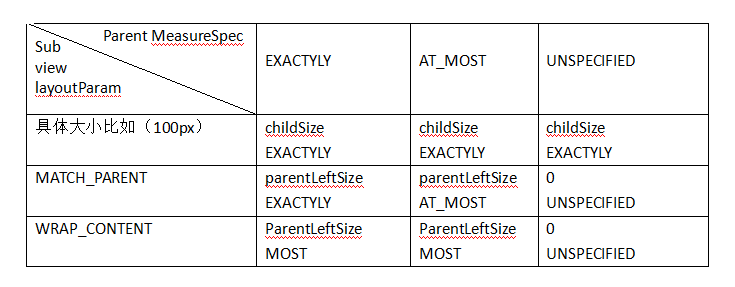 Parent MeasureSpec
Sub
view
layoutParam
EXACTYLY
AT_MOST
UNSPECIFIED
具体大小比如（100px）
childSize
EXACTYLY
childSize
EXACTYLY
childSize
EXACTYLY
MATCH_PARENT
parentLeftSize
EXACTYLY
parentLeftSize
AT_MOST
0
UNSPECIFIED
WRAP_CONTENT
ParentLeftSize
MOST
ParentLeftSize
MOST
0
UNSPECIFIED